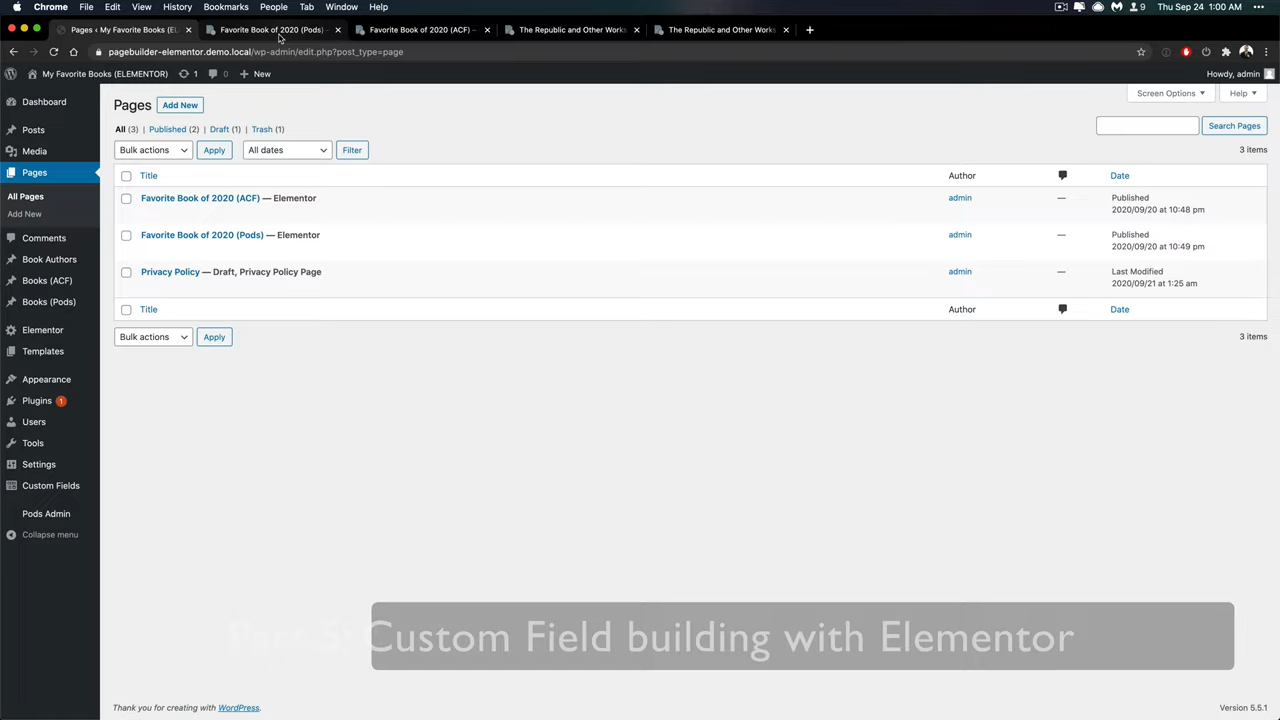 Chrome File Edit View History Bookmarks People Tab Window Help 9 Thu Sep 24 1:00 AM
Pages ‹ My Favorite Books (EL Favorite Book of 2020 (Pods) – Favorite Book of 2020 (ACF) – The Republic and Other Works The Republic and Other Works
pagebuilder-elementor.demo.local/wp-admin/edit.php?post_type=page
My Favorite Books (ELEMENTOR) 1 0 New Howdy, admin
Dashboard
Posts
Media
Pages
All Pages
Add New
Comments
Book Authors
Books (ACF)
Books (Pods)
Elementor
Templates
Appearance
Plugins 1
Users
Tools
Settings
Custom Fields
Pods Admin
Collapse menu
Screen Options Help
Pages Add New
All (3) | Published (2) | Draft (1) | Trash (1)
Search Pages
Bulk actions Apply All dates Filter 3 items
Title Author Date
Favorite Book of 2020 (ACF) — Elementor admin — Published
2020/09/20 at 10:48 pm
Favorite Book of 2020 (Pods) — Elementor admin — Published
2020/09/20 at 10:49 pm
Privacy Policy — Draft, Privacy Policy Page admin — Last Modified
2020/09/21 at 1:25 am
Title Author Date
Bulk actions Apply 3 items
Part 5: Custom Field building with Elementor
Thank you for creating with WordPress. Version 5.5.1